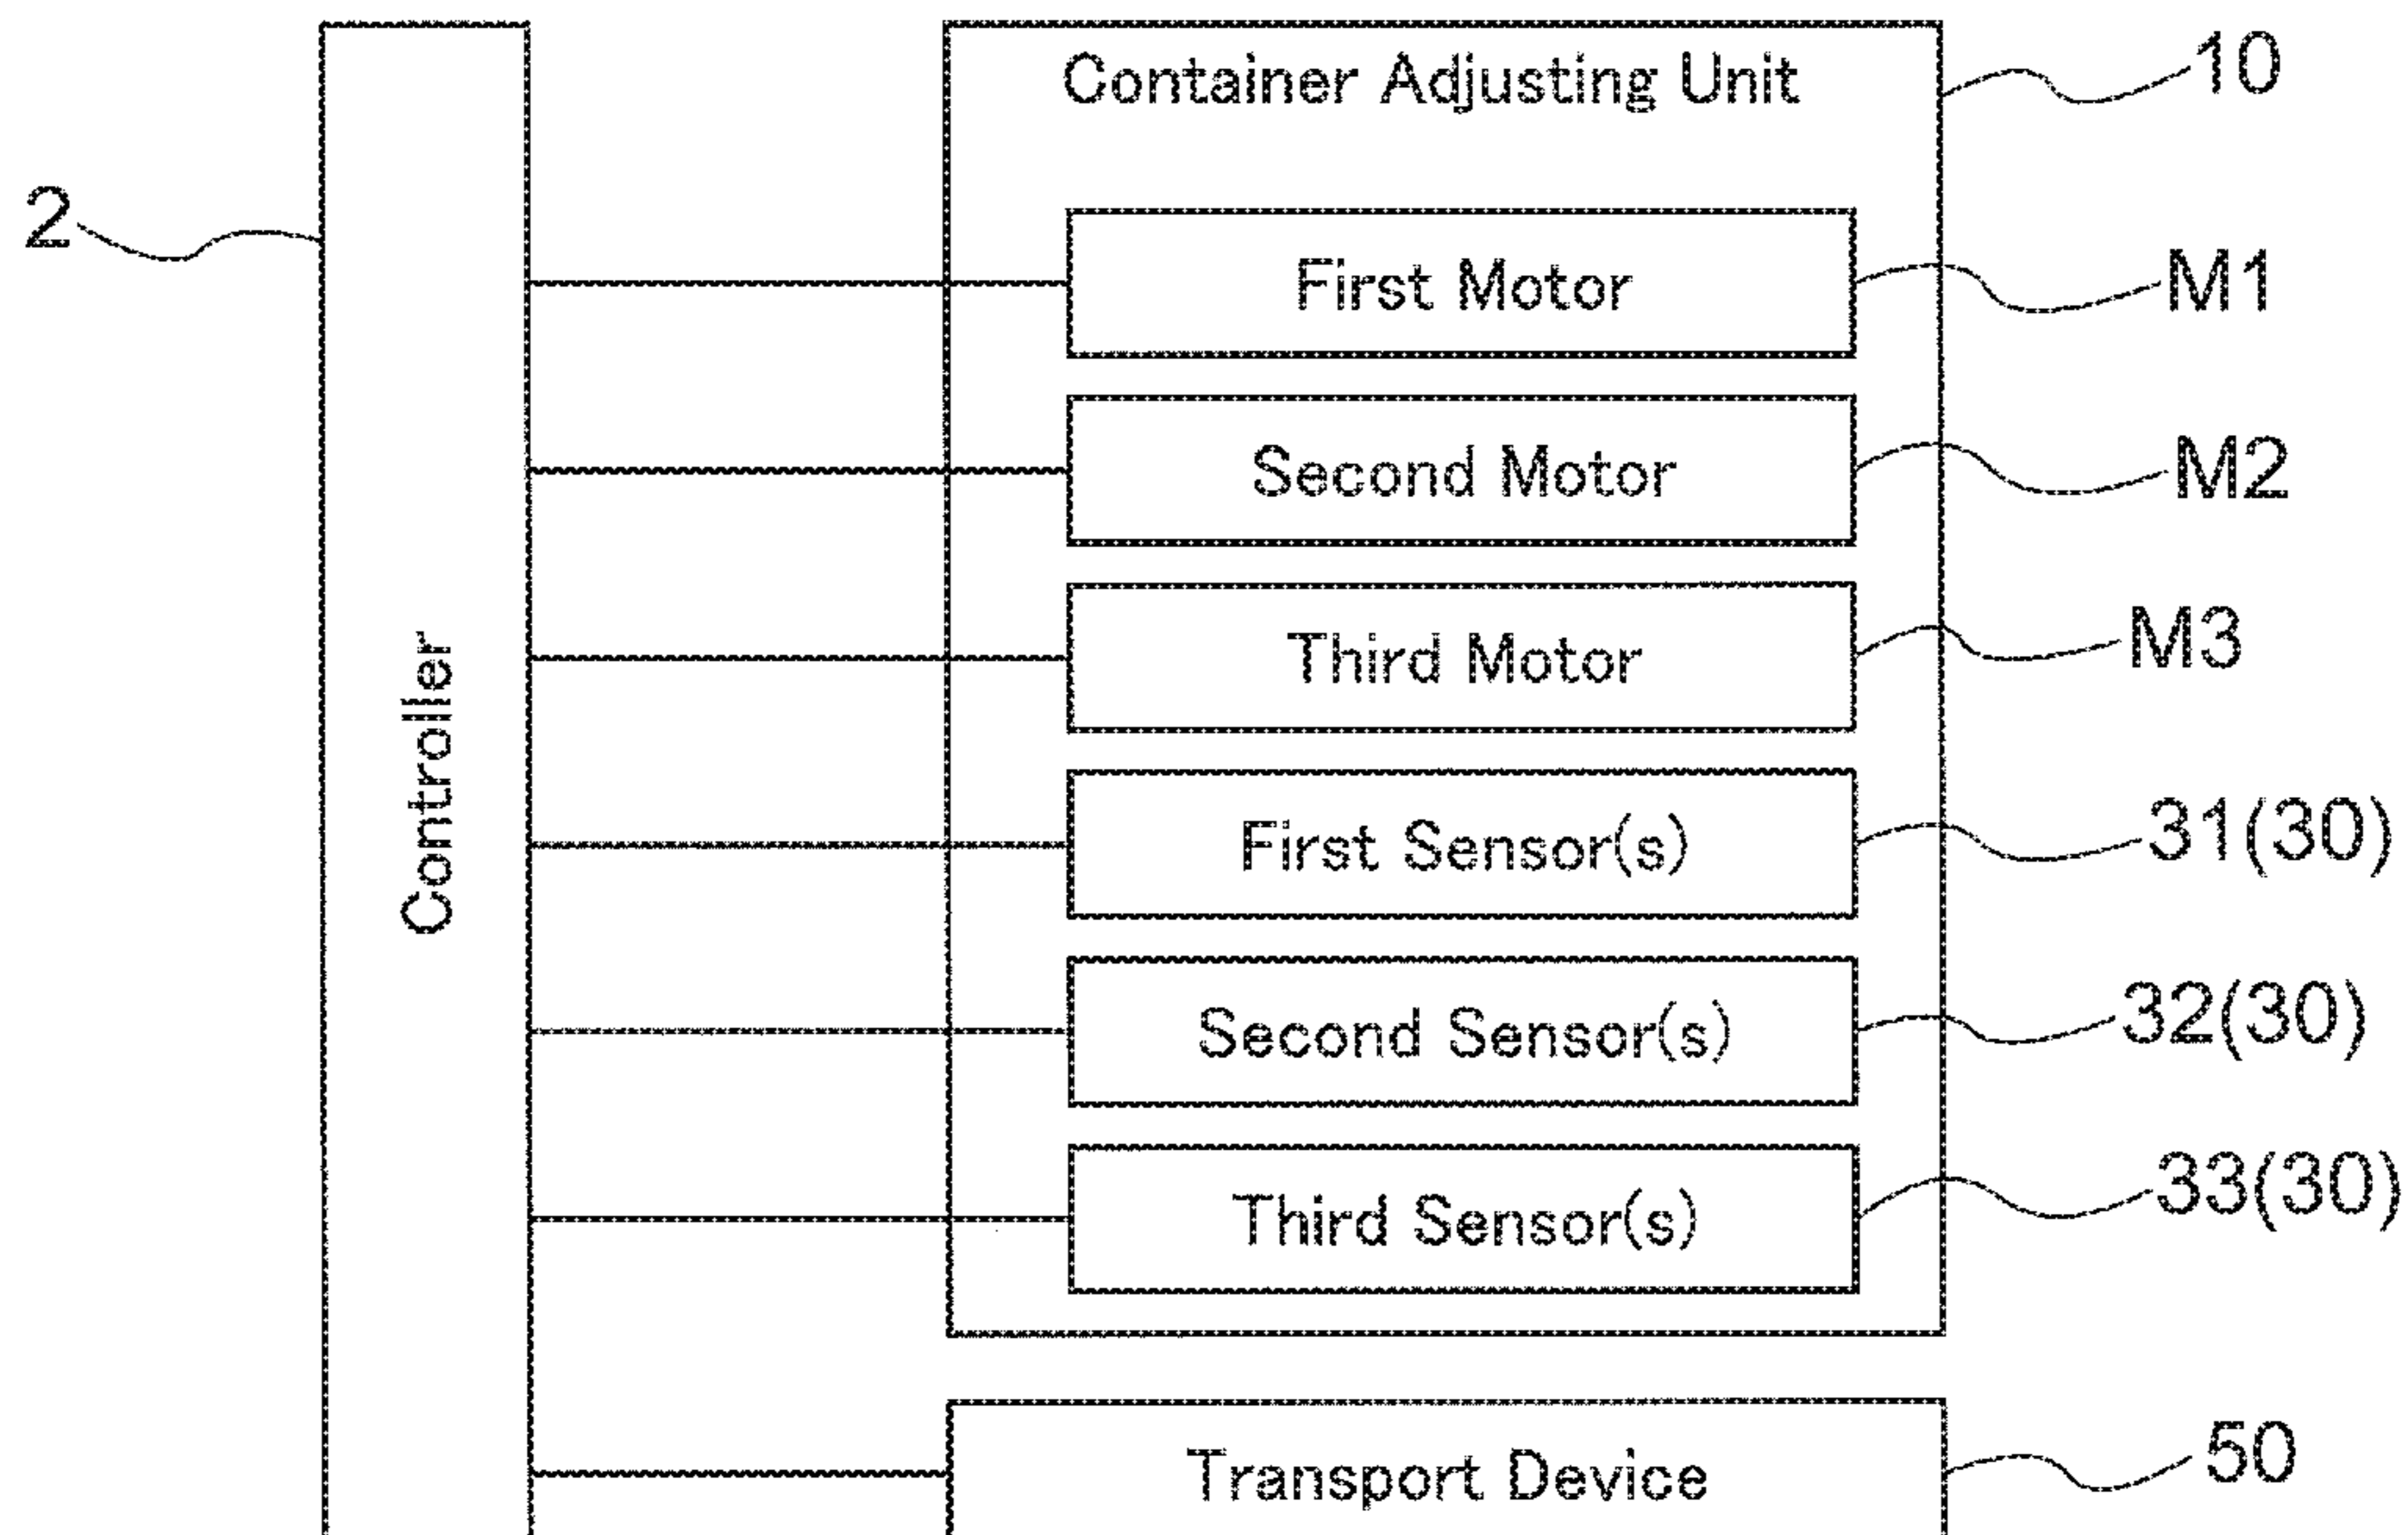 Container Adjusting Unit
10
2
First Motor
M1
Second Motor
M2
Third Motor
M3
Controller
First Sensor(s)
31(30)
Second Sensor(s)
32(30)
Third Sensor(s)
33(30)
Transport Device
50